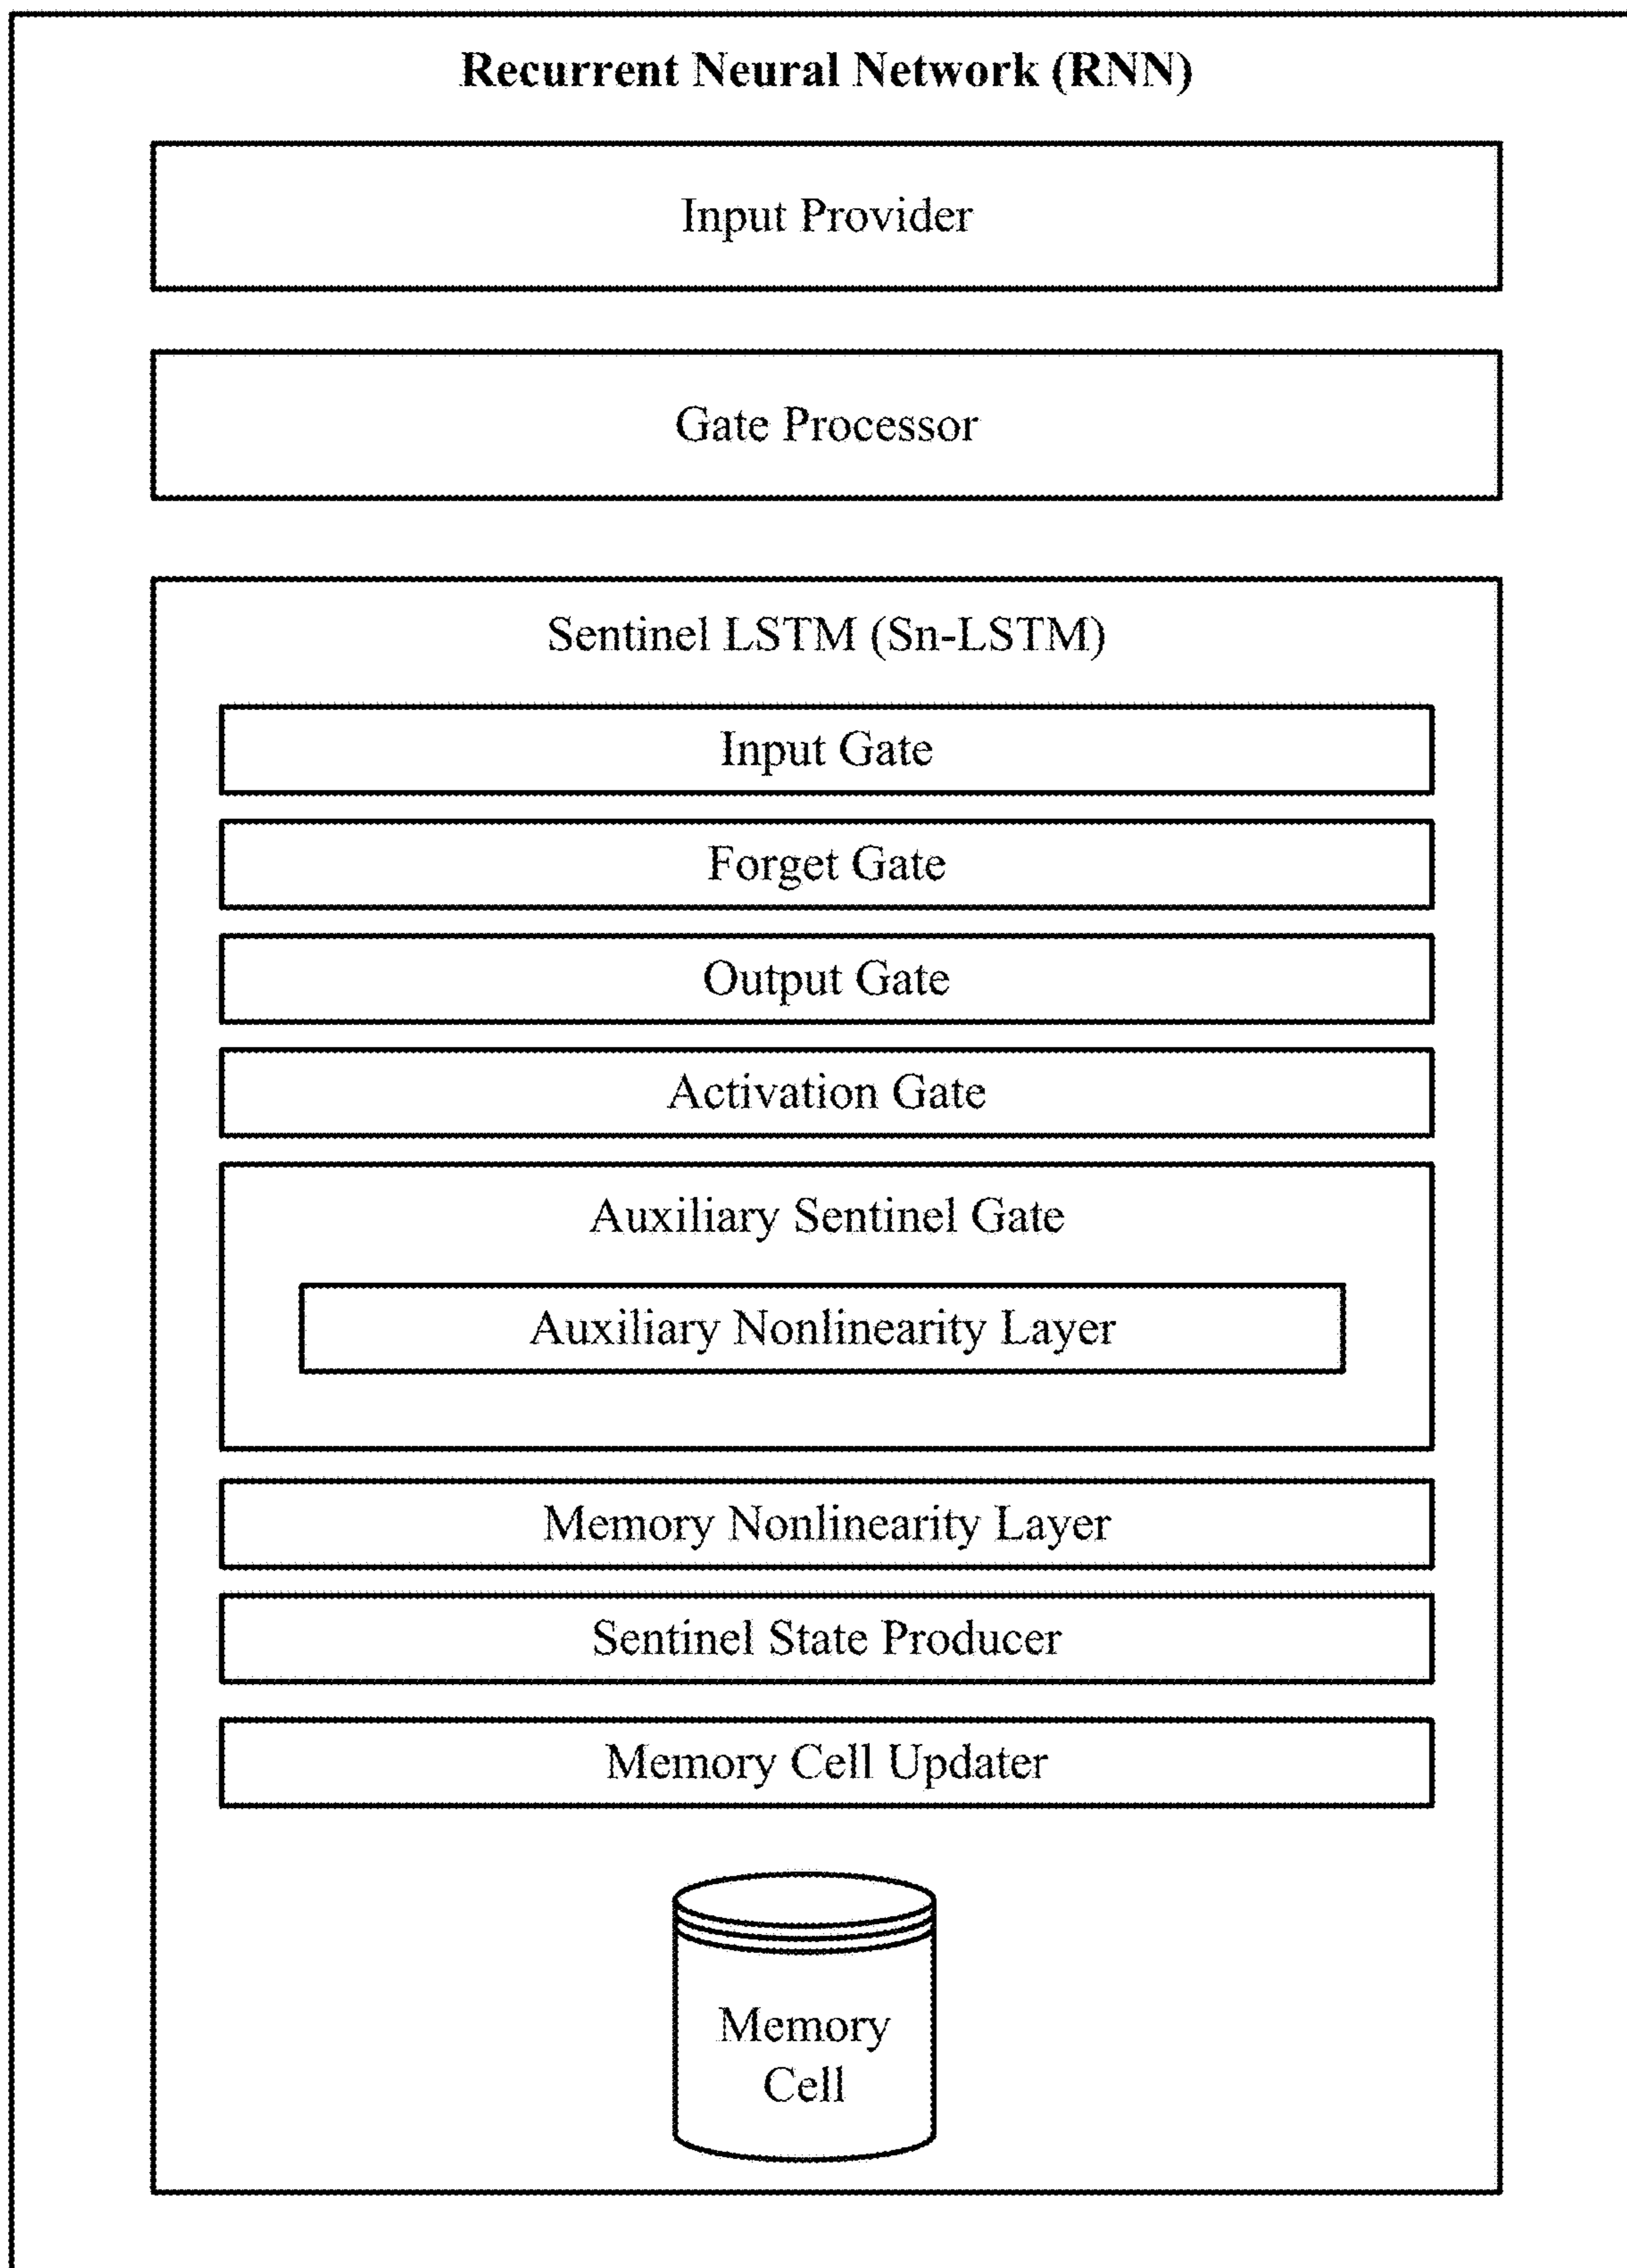 Recurrent Neural Network (RNN)
Input Provider
Gate Processor
Sentinel LSTM (Sn-LSTM)
Input Gate
Forget Gate
Output Gate
Activation Gate
Auxiliary Sentinel Gate
Auxiliary Nonlinearity Layer
Memory Nonlinearity Layer
Sentinel State Producer
Memory Cell Updater
Memory
Cell